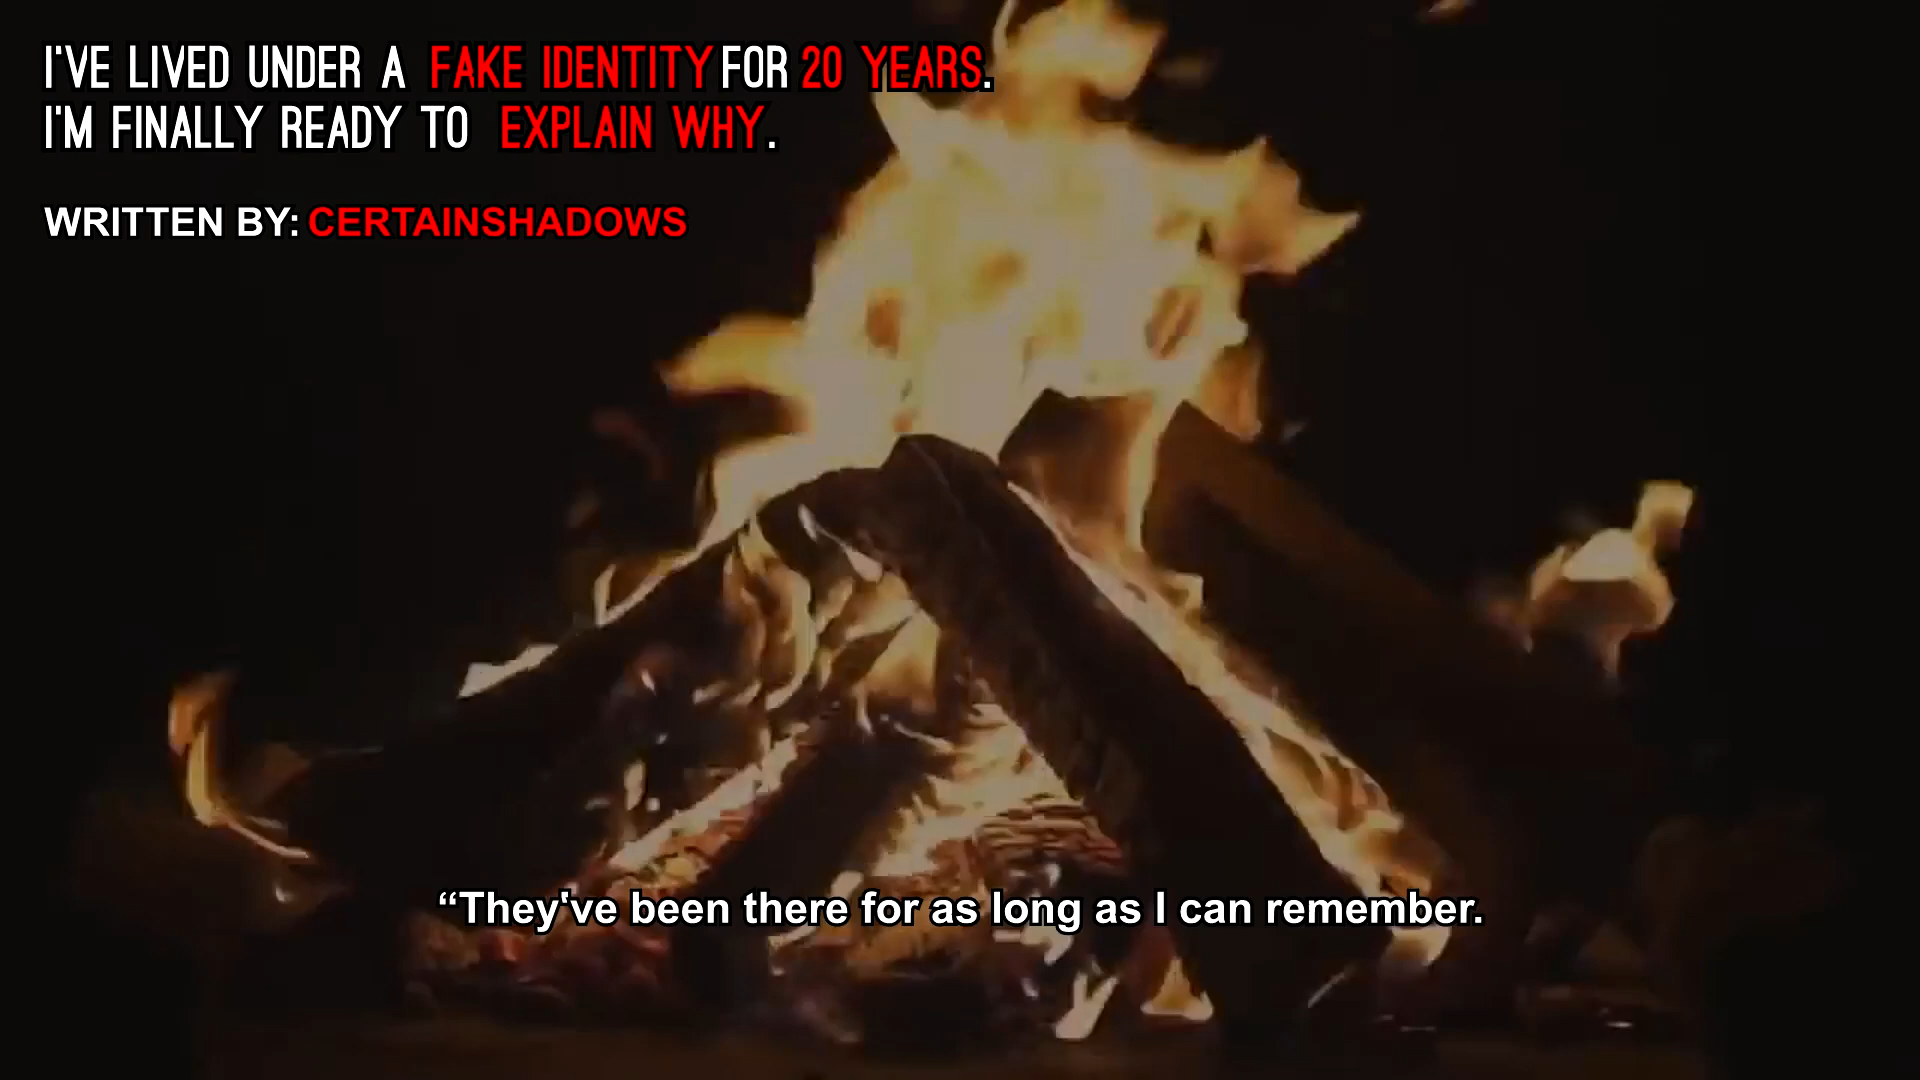 I'VE LIVED UNDER A FAKE IDENTITY FOR 20 YEARS.
I'M FINALLY READY TO EXPLAIN WHY.
WRITTEN BY: CERTAINSHADOWS
“They've been there for as long as I can remember.